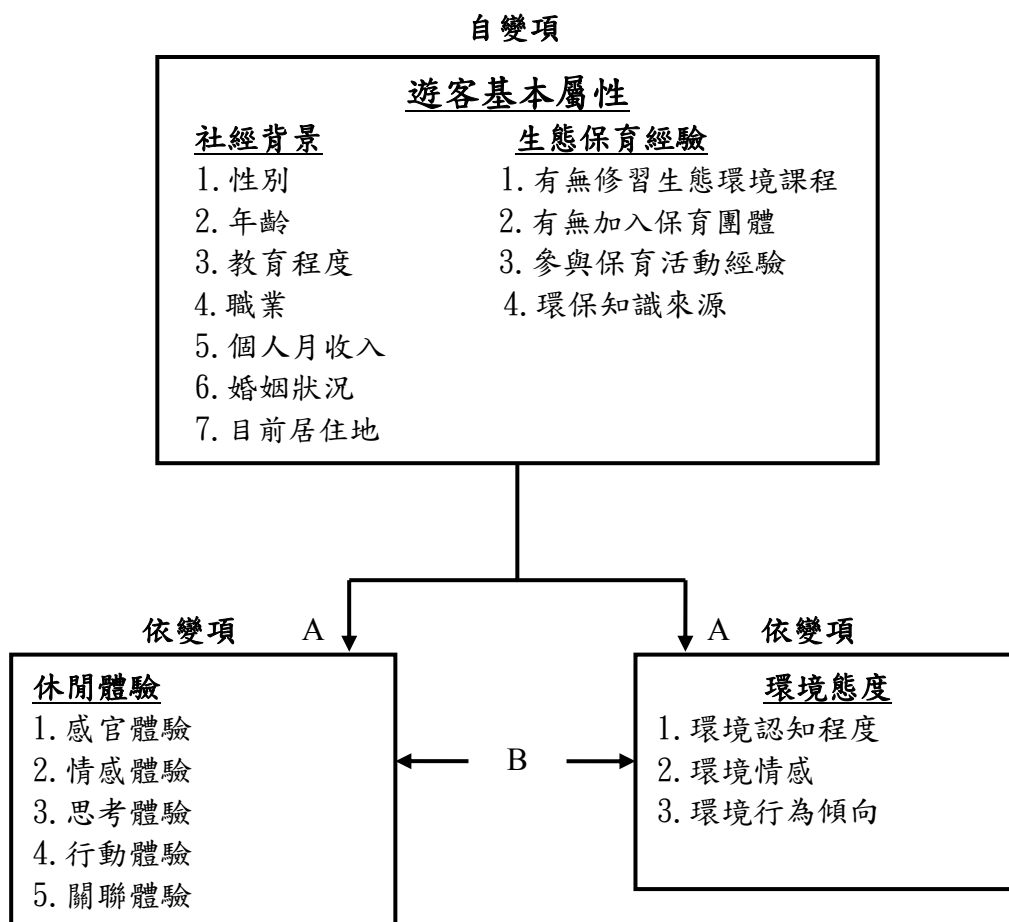 自變項
遊客基本屬性
社經背景
1.性別
2.年齡
3.教育程度
4.職業
5.個人月收入
6.婚姻狀況
7.目前居住地
生態保育經驗
1.有無修習生態環境課程
2.有無加入保育團體
3.參與保育活動經驗
4.環保知識來源
依變項
A
休閒體驗
1.感官體驗
2.情感體驗
3.思考體驗
4.行動體驗
5.關聯體驗
B
A
依變項
環境態度
1.環境認知程度
2.環境情感
3.環境行為傾向